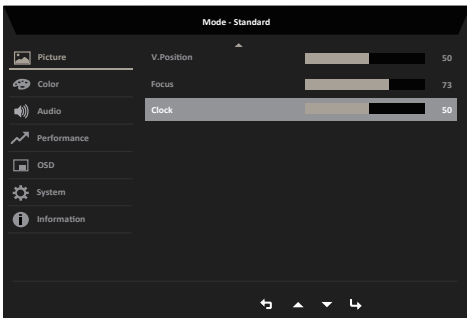 Mode - Standard
Picture
Color
Audio
Performance
OSD
System
Information
V.Position 50
Focus 73
Clock 50